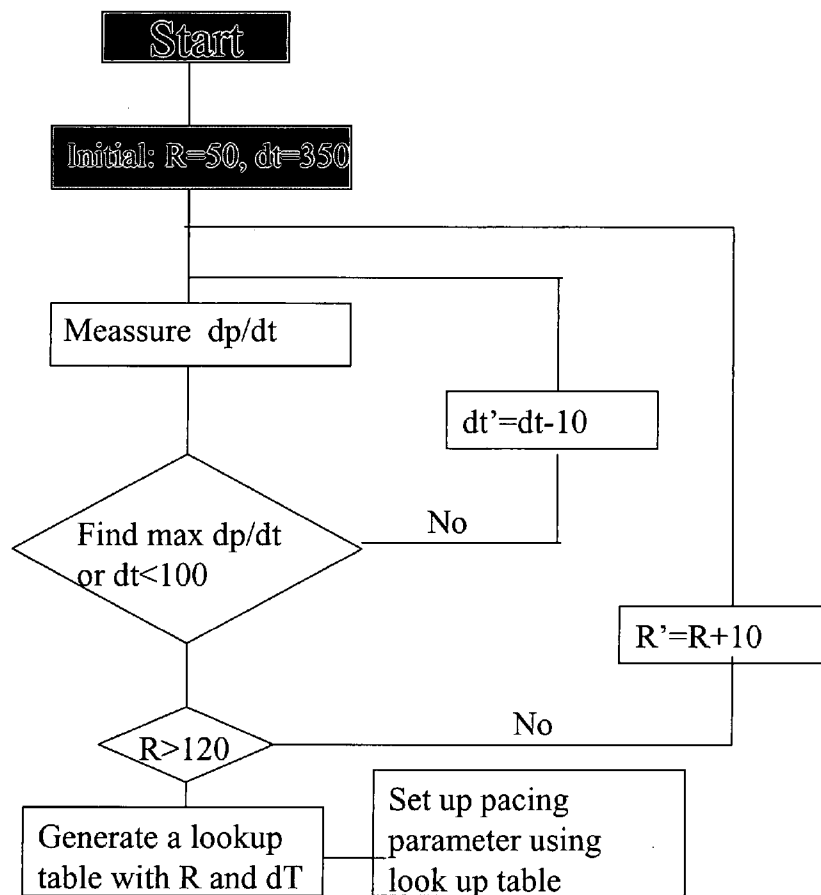 Start
Initial: R=50, dt=350
Meassure dp/dt
dt’=dt-10
No
Find max dp/dt
or dt<100
R’=R+10
No
R>120
Generate a lookup
table with R and dT
Set up pacing
parameter using
look up table